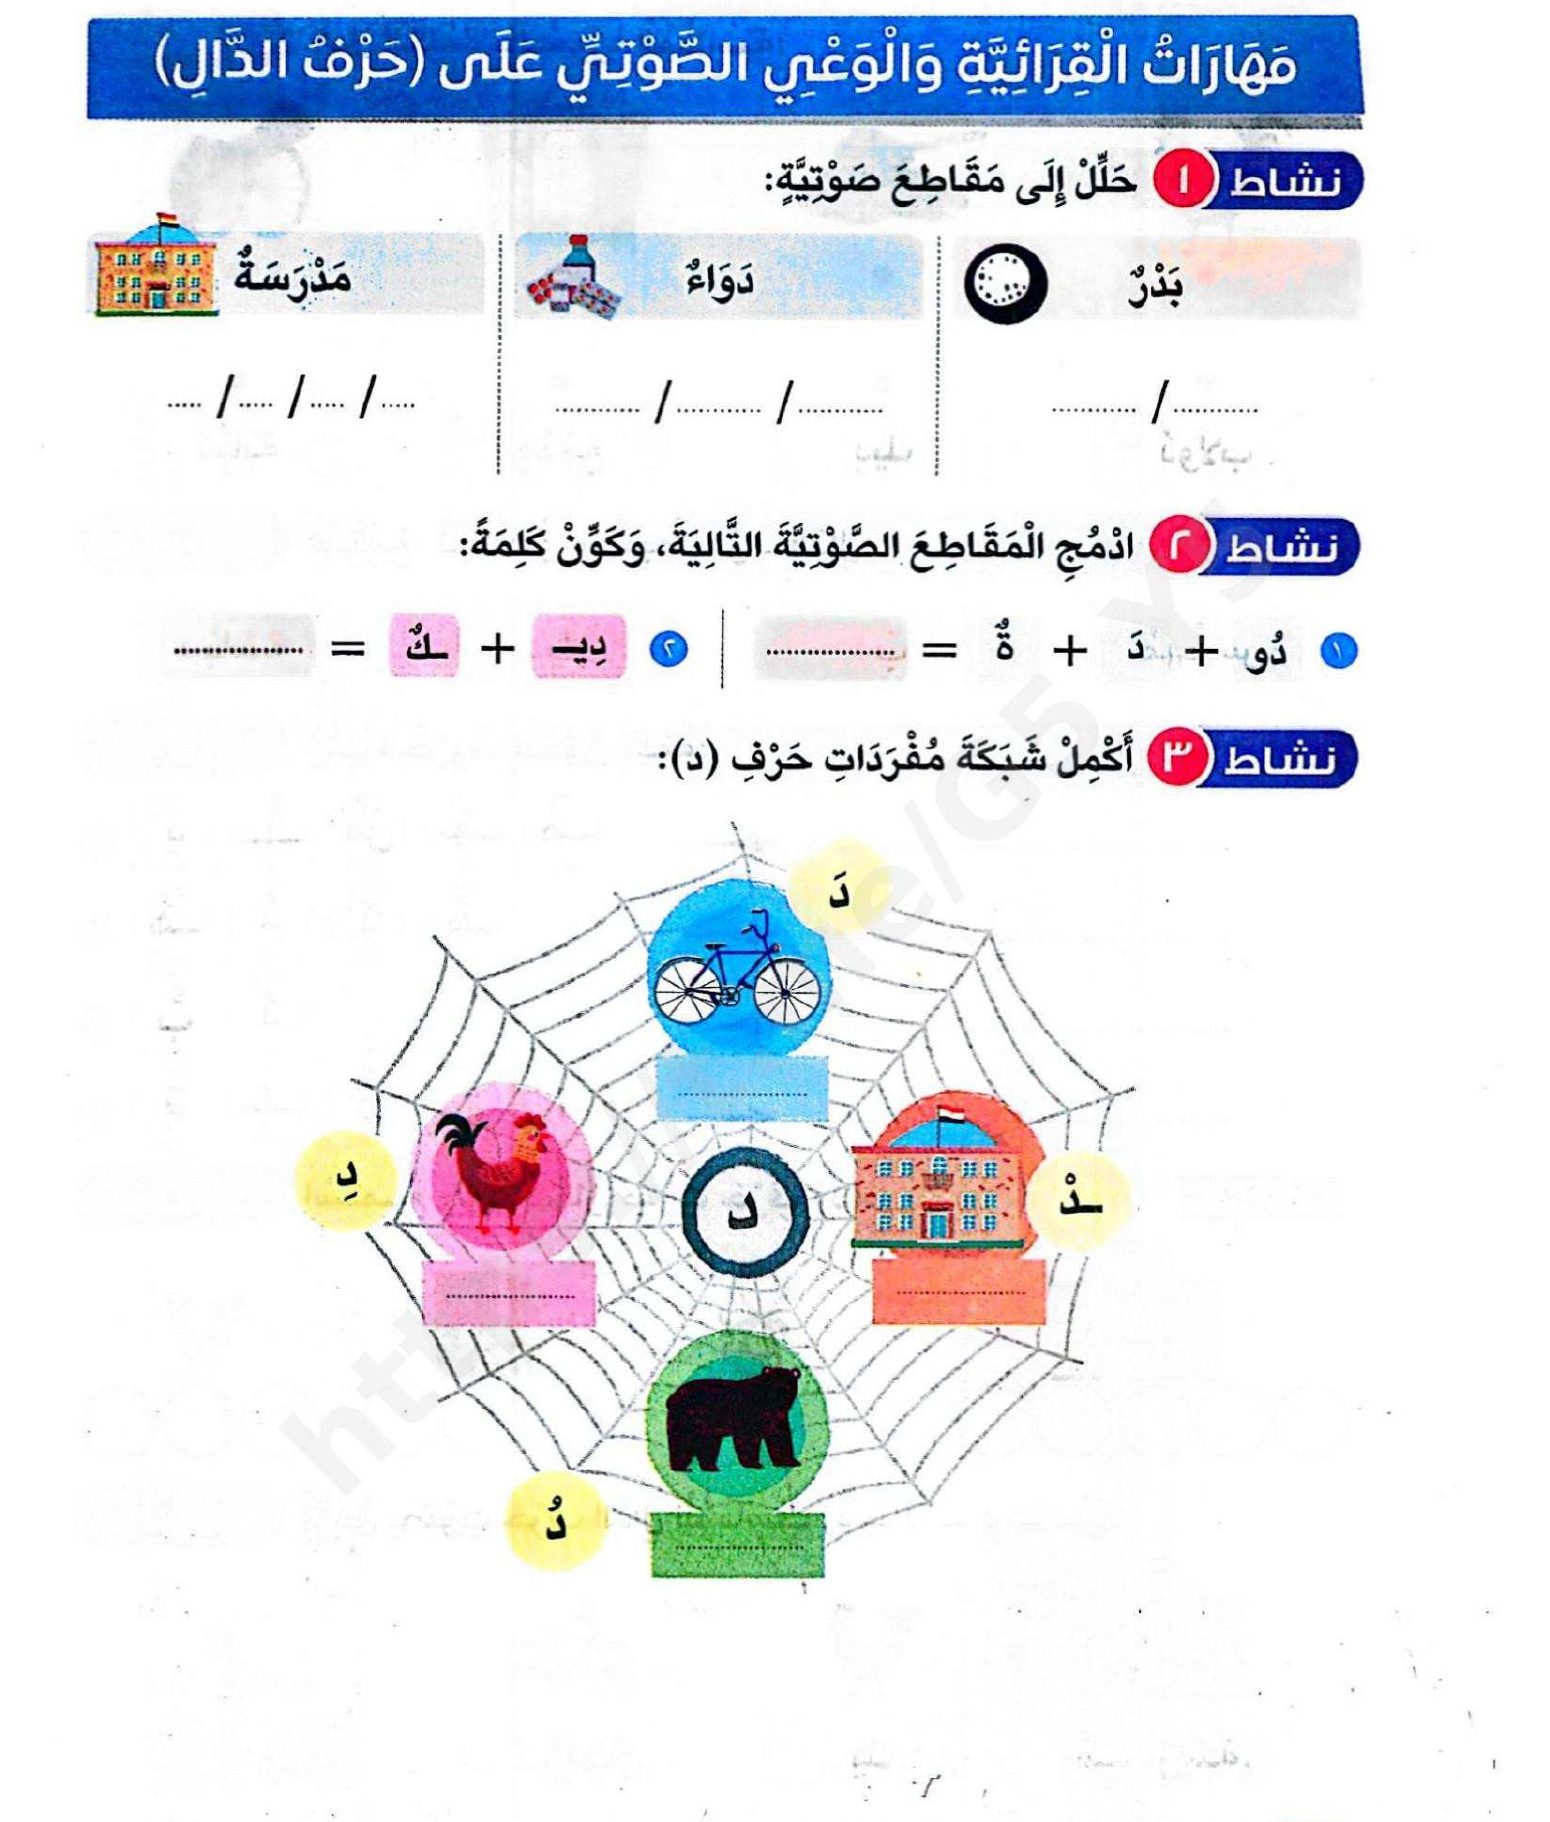 مَهَارَاتُ الْقِرَائِيَّةِ وَالْوَعْيِ الصَّوْتِيِّ عَلَى (حَرْفُ الدَّالِ)
نشاط ١ حَلِّلْ إِلَى مَقَاطِعَ صَوْتِيَّةٍ:
بَدْرٌ دَوَاءٌ مَدْرَسَةٌ
........... / ........... ........... / ........... / ........... ..... / ..... / ..... / .....
نشاط ٢ ادْمُجِ الْمَقَاطِعَ الصَّوْتِيَّةَ التَّالِيَةَ، وَكَوِّنْ كَلِمَةً:
١ دُو + دَ + ةٌ = ................. | ٢ دِيـ + ـكٌ = .................
نشاط ٣ أَكْمِلْ شَبَكَةَ مُفْرَدَاتِ حَرْفِ (د):
دَ
.................
ـدْ
د
دِ
.................
.................
دُ
.................